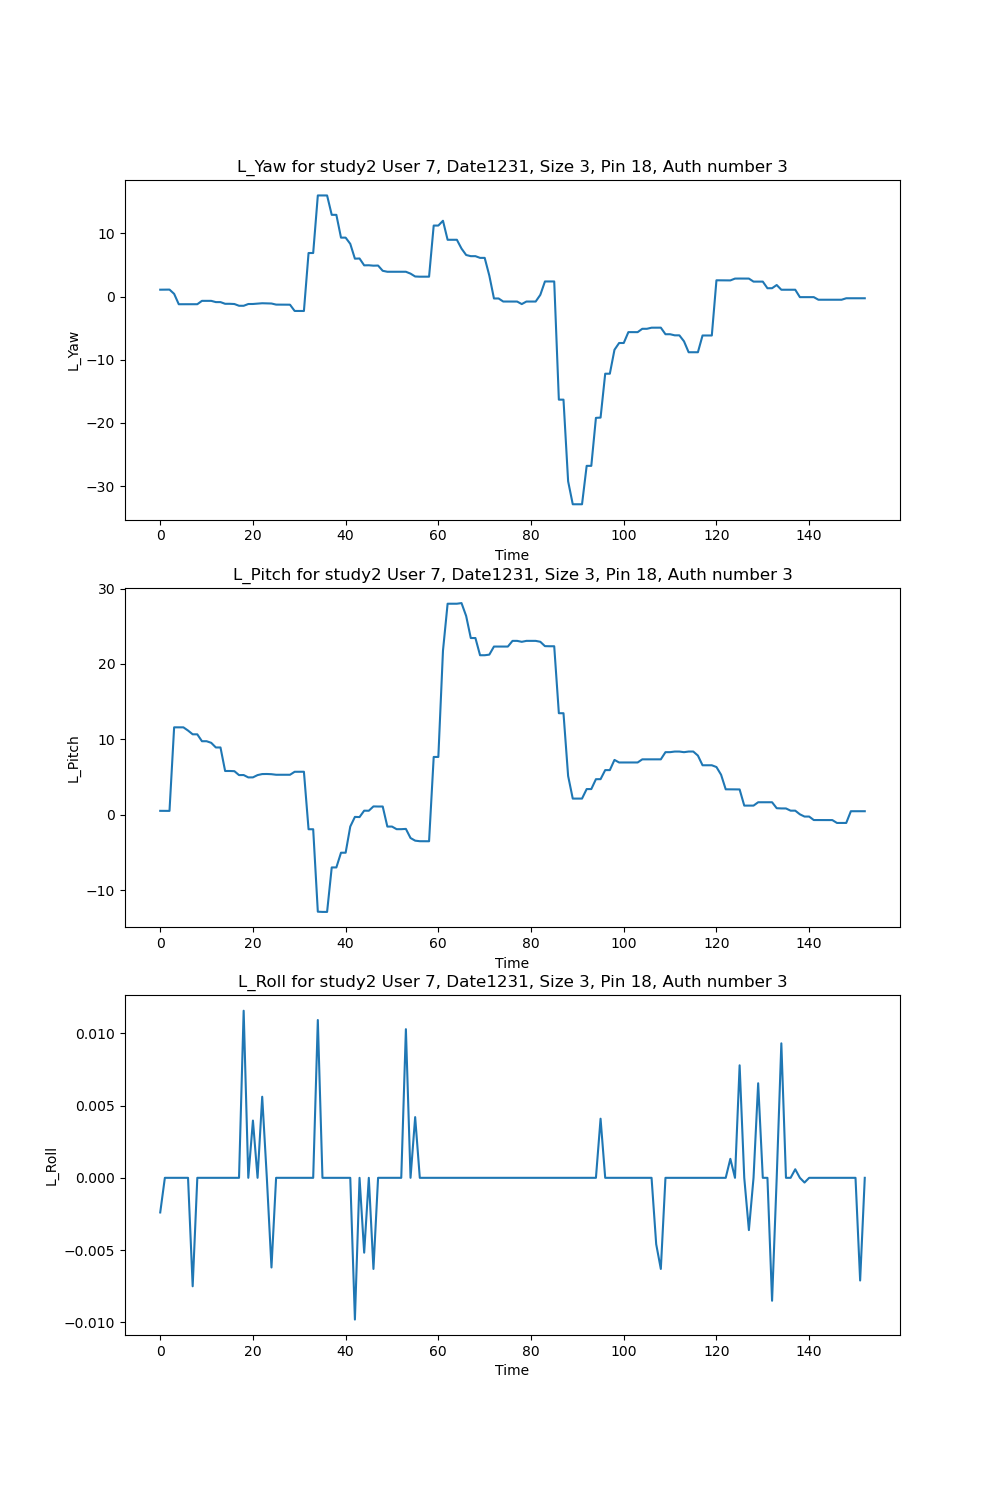 L_Yaw for study2 User 7, Date1231, Size 3, Pin 18, Auth number 3
L_Yaw
10
0
−10
−20
−30
0 20 40 60 80 100 120 140
Time
L_Pitch for study2 User 7, Date1231, Size 3, Pin 18, Auth number 3
L_Pitch
30
20
10
0
−10
0 20 40 60 80 100 120 140
Time
L_Roll for study2 User 7, Date1231, Size 3, Pin 18, Auth number 3
L_Roll
0.010
0.005
0.000
−0.005
−0.010
0 20 40 60 80 100 120 140
Time